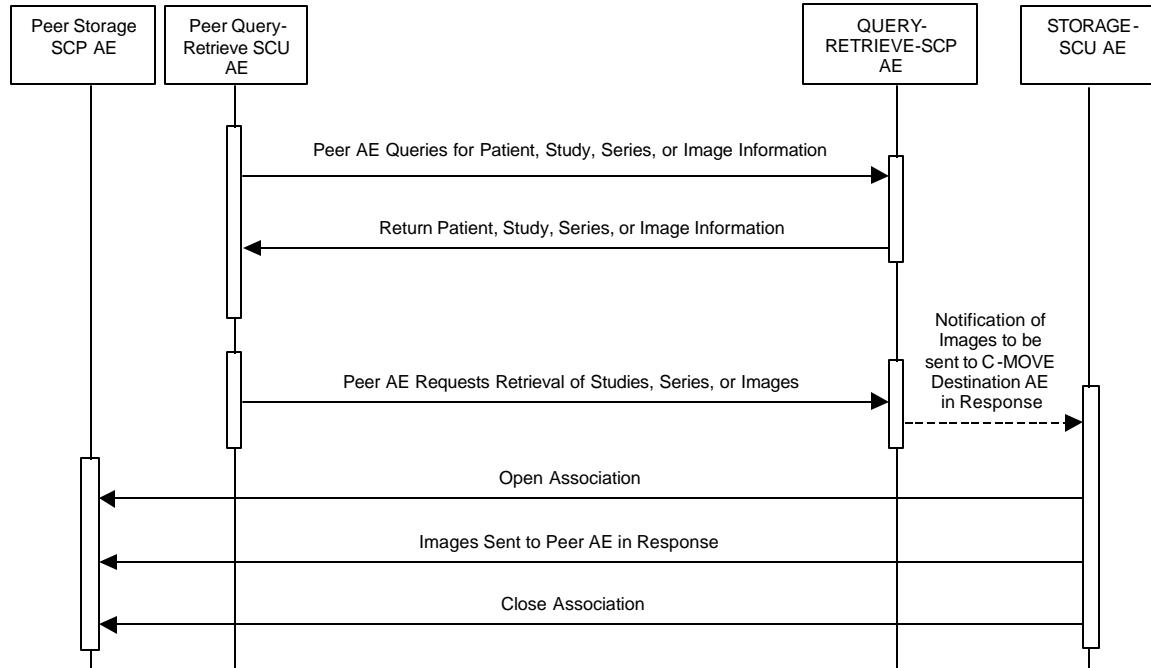 Peer Storage
SCP AE
Peer Query-
Retrieve SCU
AE
QUERY-
RETRIEVE-SCP
AE
STORAGE-
SCU AE
Peer AE Queries for Patient, Study, Series, or Image Information
Return Patient, Study, Series, or Image Information
Notification of
Images to be
sent to C-MOVE
Destination AE
in Response
Peer AE Requests Retrieval of Studies, Series, or Images
Open Association
Images Sent to Peer AE in Response
Close Association